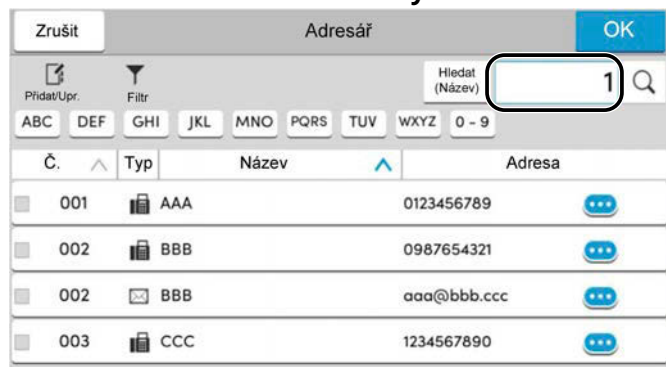 Zrušit Adresář OK
Přidat/Upr. Filtr Hledat (Název) 1
ABC DEF GHI JKL MNO PQRS TUV WXYZ 0 - 9
Č. Typ Název Adresa
001 AAA 0123456789
002 BBB 0987654321
002 BBB aaa@bbb.ccc
003 CCC 1234567890